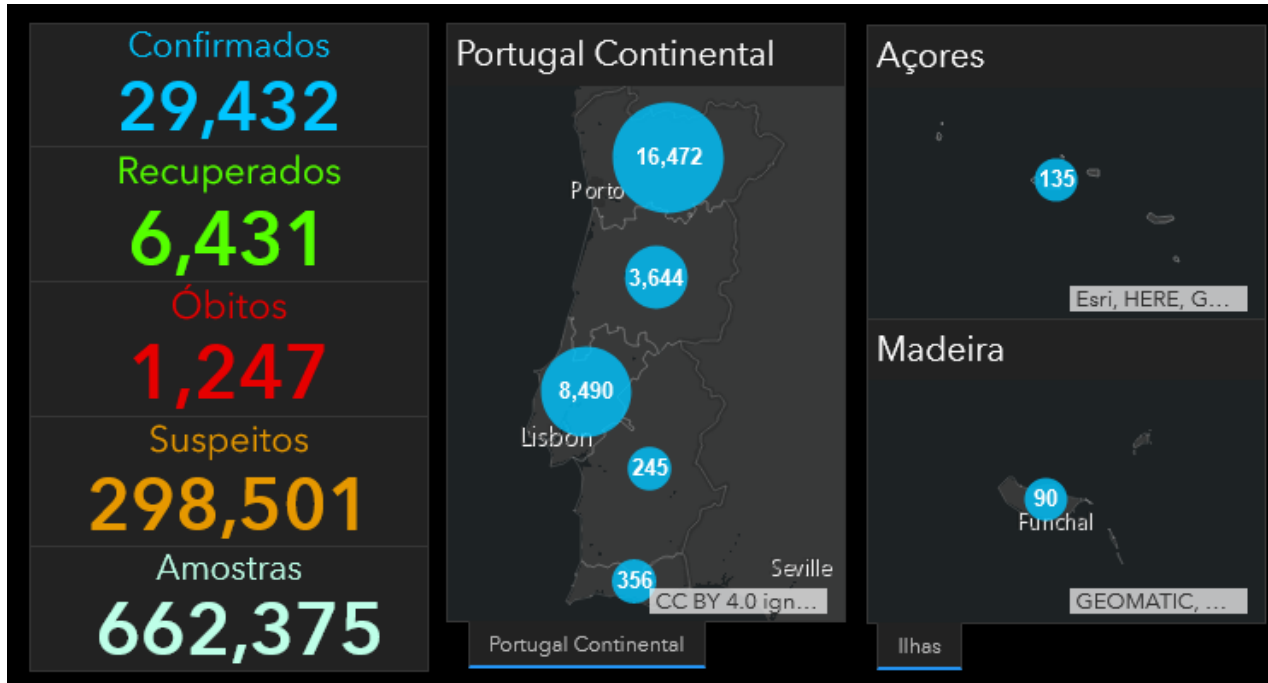 Confirmados
29,432
Recuperados
6,431
Óbitos
1,247
Suspeitos
298,501
Amostras
662,375
Portugal Continental
16,472
Porto
3,644
8,490
Lisbon
245
356
Seville
CC BY 4.0 ign...
Portugal Continental
Açores
135
Esri, HERE, G...
Madeira
90
Funchal
GEOMATIC, ...
Ilhas